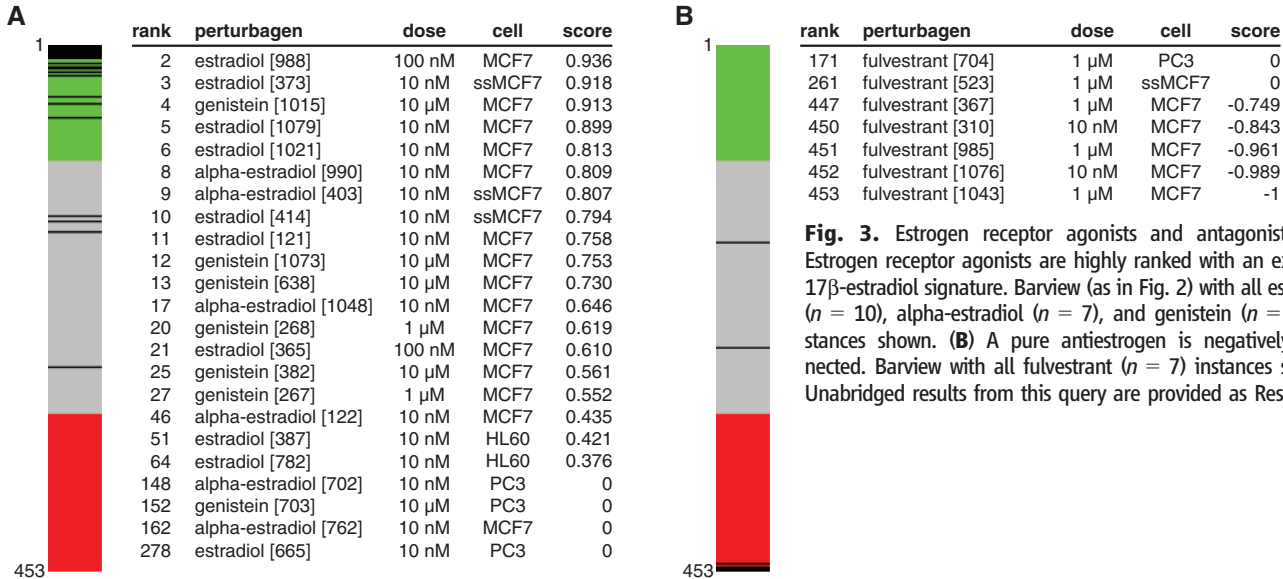 A
rank perturbagen dose cell score
1
2 estradiol [988] 100 nM MCF7 0.936
3 estradiol [373] 10 nM ssMCF7 0.918
4 genistein [1015] 10 µM MCF7 0.913
5 estradiol [1079] 10 nM MCF7 0.899
6 estradiol [1021] 10 nM MCF7 0.813
8 alpha-estradiol [990] 10 nM MCF7 0.809
9 alpha-estradiol [403] 10 nM ssMCF7 0.807
10 estradiol [414] 10 nM ssMCF7 0.794
11 estradiol [121] 10 nM MCF7 0.758
12 genistein [1073] 10 µM MCF7 0.753
13 genistein [638] 10 µM MCF7 0.730
17 alpha-estradiol [1048] 10 nM MCF7 0.646
20 genistein [268] 1 µM MCF7 0.619
21 estradiol [365] 100 nM MCF7 0.610
25 genistein [382] 10 µM MCF7 0.561
27 genistein [267] 1 µM MCF7 0.552
46 alpha-estradiol [122] 10 nM MCF7 0.435
51 estradiol [387] 10 nM HL60 0.421
64 estradiol [782] 10 nM HL60 0.376
148 alpha-estradiol [702] 10 nM PC3 0
152 genistein [703] 10 µM PC3 0
162 alpha-estradiol [762] 10 nM MCF7 0
278 estradiol [665] 10 nM PC3 0
453
B
rank perturbagen dose cell score
1
171 fulvestrant [704] 1 µM PC3 0
261 fulvestrant [523] 1 µM ssMCF7 0
447 fulvestrant [367] 1 µM MCF7 -0.749
450 fulvestrant [310] 10 nM MCF7 -0.843
451 fulvestrant [985] 1 µM MCF7 -0.961
452 fulvestrant [1076] 10 nM MCF7 -0.989
453 fulvestrant [1043] 1 µM MCF7 -1
453
Fig. 3. Estrogen receptor agonists and antagonist
Estrogen receptor agonists are highly ranked with an e
17β-estradiol signature. Barview (as in Fig. 2) with all es
(n = 10), alpha-estradiol (n = 7), and genistein (n =
stances shown. (B) A pure antiestrogen is negatively
nected. Barview with all fulvestrant (n = 7) instances s
Unabridged results from this query are provided as Res